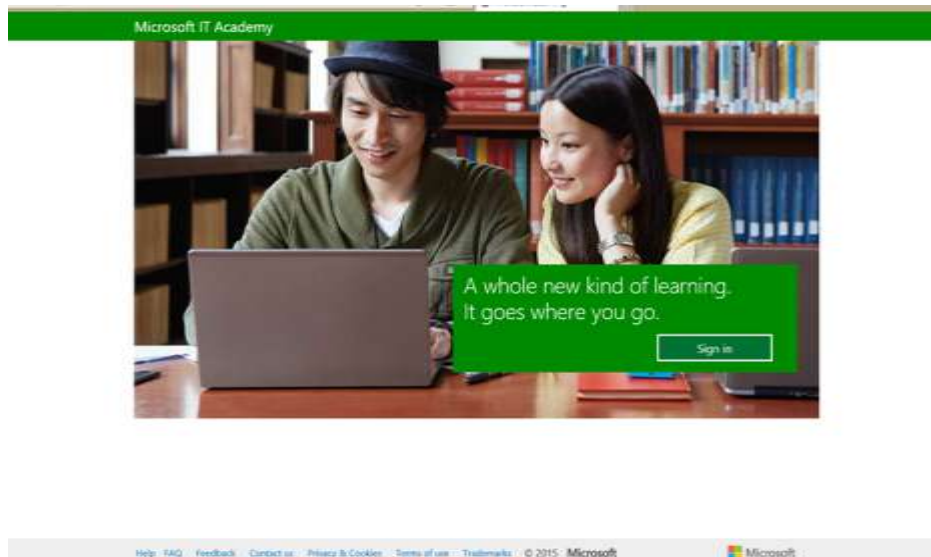 Microsoft IT Academy
A whole new kind of learning.
It goes where you go.
Sign in
Help FAQ Feedback Contact us Privacy & Cookies Terms of use Trademarks © 2015 Microsoft
Microsoft